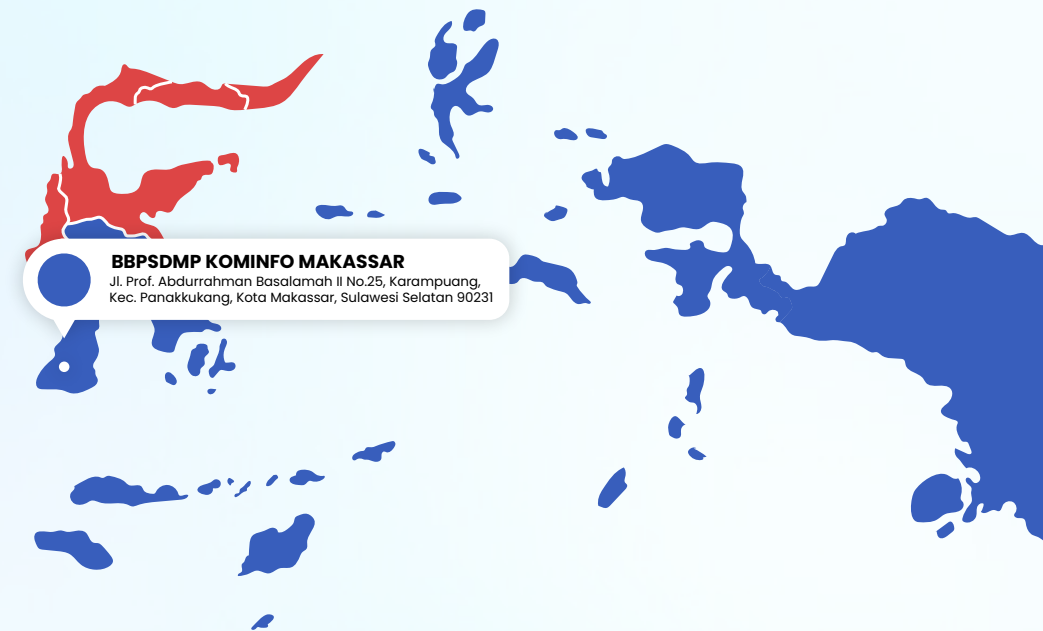 BBPSDMP KOMINFO MAKASSAR
Jl. Prof. Abdurrahman Basalamah II No.25, Karampuang,
Kec. Panakkukang, Kota Makassar, Sulawesi Selatan 90231